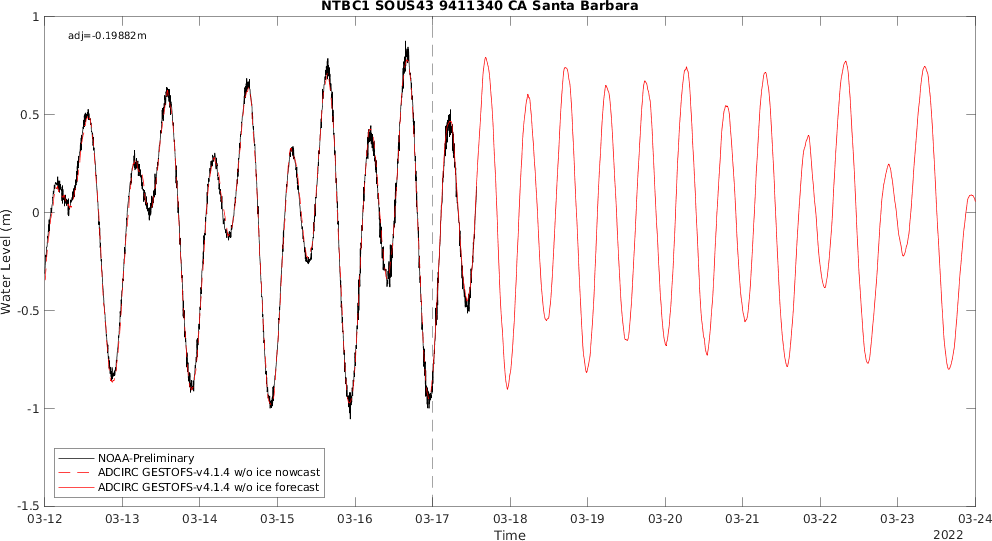 NTBC1 SOUS43 9411340 CA Santa Barbara
adj=-0.19882m
1
0.5
0
-0.5
-1
-1.5
Water Level (m)
NOAA-Preliminary
ADCIRC GESTOFS-v4.1.4 w/o ice nowcast
ADCIRC GESTOFS-v4.1.4 w/o ice forecast
03-12 03-13 03-14 03-15 03-16 03-17 03-18 03-19 03-20 03-21 03-22 03-23 03-24
Time
2022